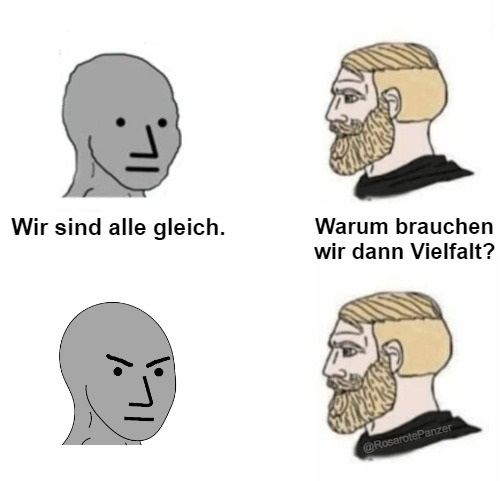 Wir sind alle gleich.
Warum brauchen
wir dann Vielfalt?
@RosarotePanzer